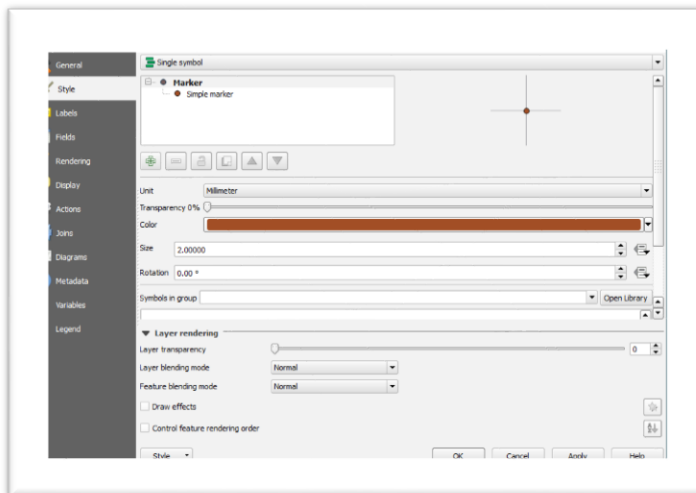 General
Style
Labels
Fields
Rendering
Display
Actions
Joins
Diagrams
Metadata
Variables
Legend
Single symbol
Marker
Simple marker
Unit Millimeter
Transparency 0%
Color
Size 2.00000
Rotation 0.00 °
Symbols in group Open Library
Layer rendering
Layer transparency 0
Layer blending mode Normal
Feature blending mode Normal
Draw effects
Control feature rendering order
Style OK Cancel Apply Help